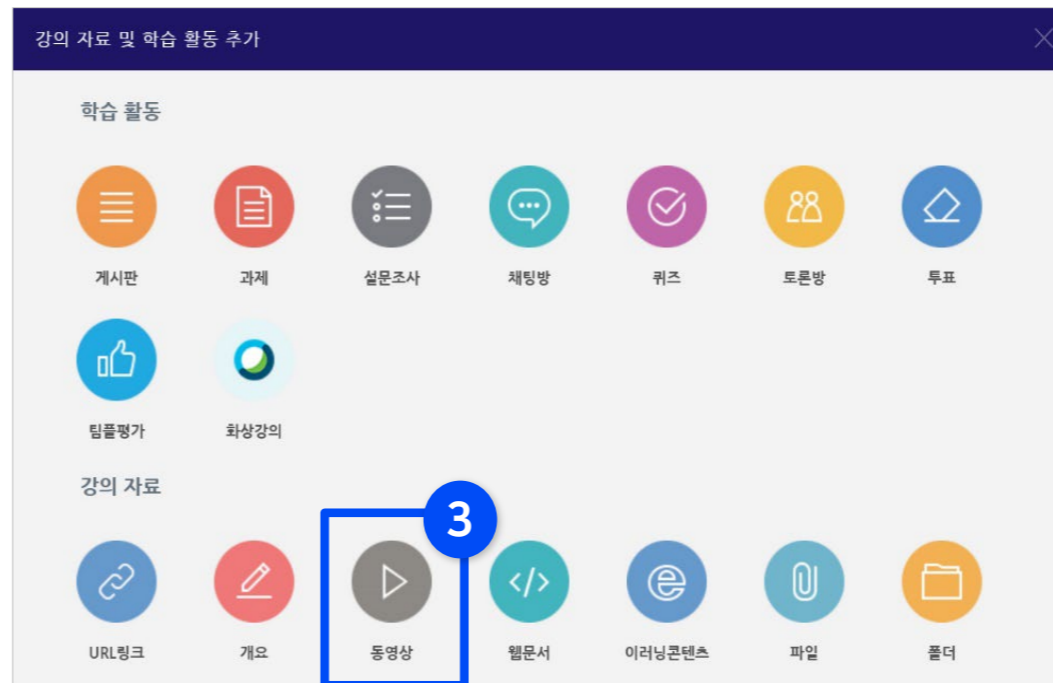 강의 자료 및 학습 활동 추가
학습 활동
게시판 과제 설문조사 채팅방 퀴즈 토론방 투표
팀플평가 화상강의
강의 자료
3
URL링크 개요 동영상 웹문서 이러닝콘텐츠 파일 폴더